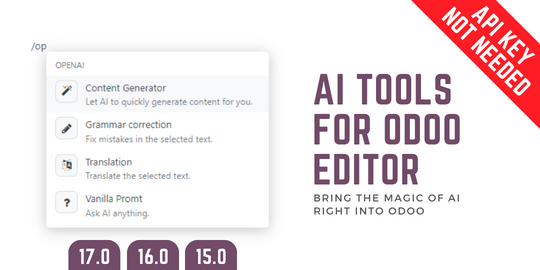 /op
OPENAI
Content Generator
Let AI to quickly generate content for you.
Grammar correction
Fix mistakes in the selected text.
Translation
Translate the selected text.
Vanilla Promt
Ask AI anything.
17.0 16.0 15.0
AI TOOLS
FOR ODOO
EDITOR
BRING THE MAGIC OF AI
RIGHT INTO ODOO
API KEY
NOT NEEDED